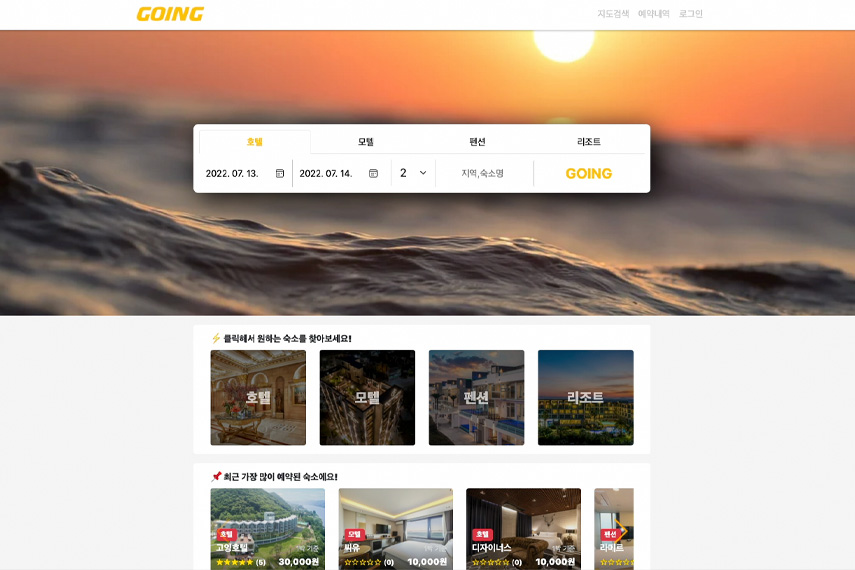 GOING
지도검색 예약내역 로그인
호텔 모텔 펜션 리조트
2022. 07. 13. 2022. 07. 14. 2 지역,숙소명 GOING
⚡ 클릭해서 원하는 숙소를 찾아보세요!
호텔 모텔 펜션 리조트
📌 최근 가장 많이 예약된 숙소에요!
호텔 모텔 호텔 펜션
고잉호텔 1박 기준 씨유 1박 기준 디자이너스 1박 기준
★★★★★ (5) 30,000원 ☆☆☆☆☆ (0) 10,000원 ☆☆☆☆☆ (0) 10,000원 ☆☆☆☆